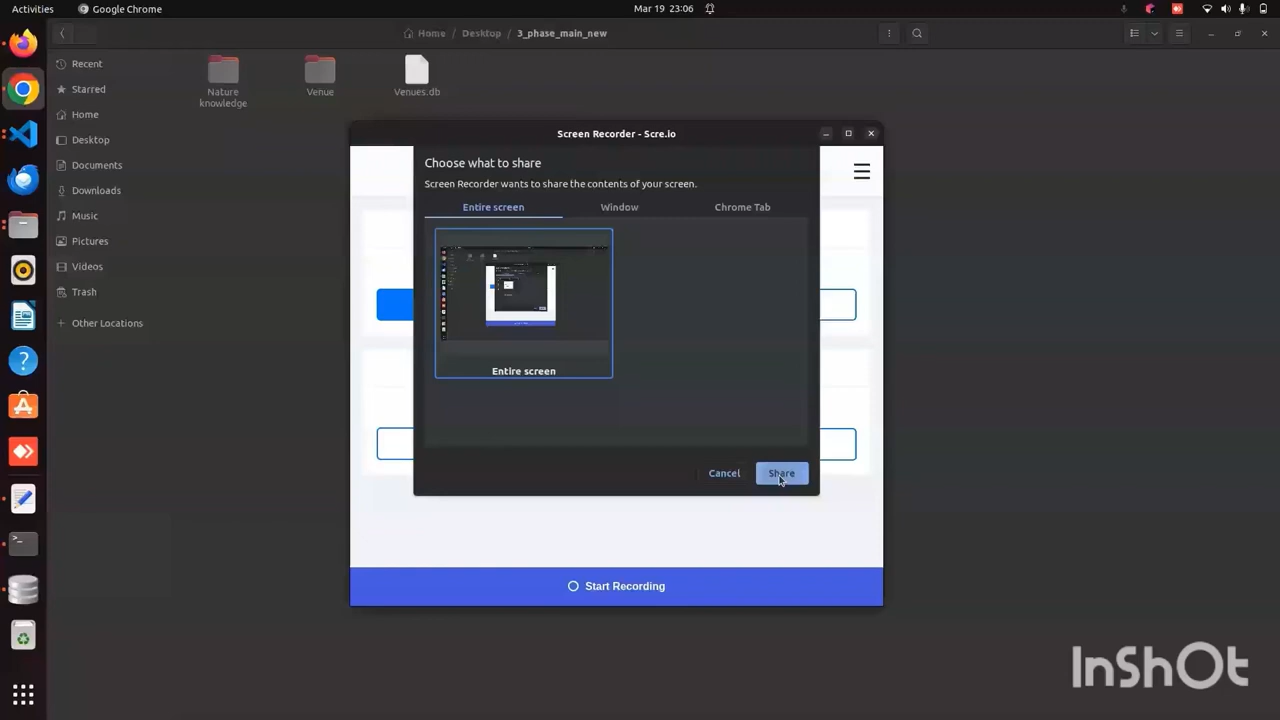 Activities
Google Chrome
Mar 19 23:06
Home
Desktop
3_phase_main_new
Recent
Starred
Home
Desktop
Documents
Downloads
Music
Pictures
Videos
Trash
Other Locations
Nature
knowledge
Venue
Venues.db
Screen Recorder - Scre.io
Choose what to share
Screen Recorder wants to share the contents of your screen.
Entire screen
Window
Chrome Tab
Entire screen
Cancel
Share
Start Recording
InShOt